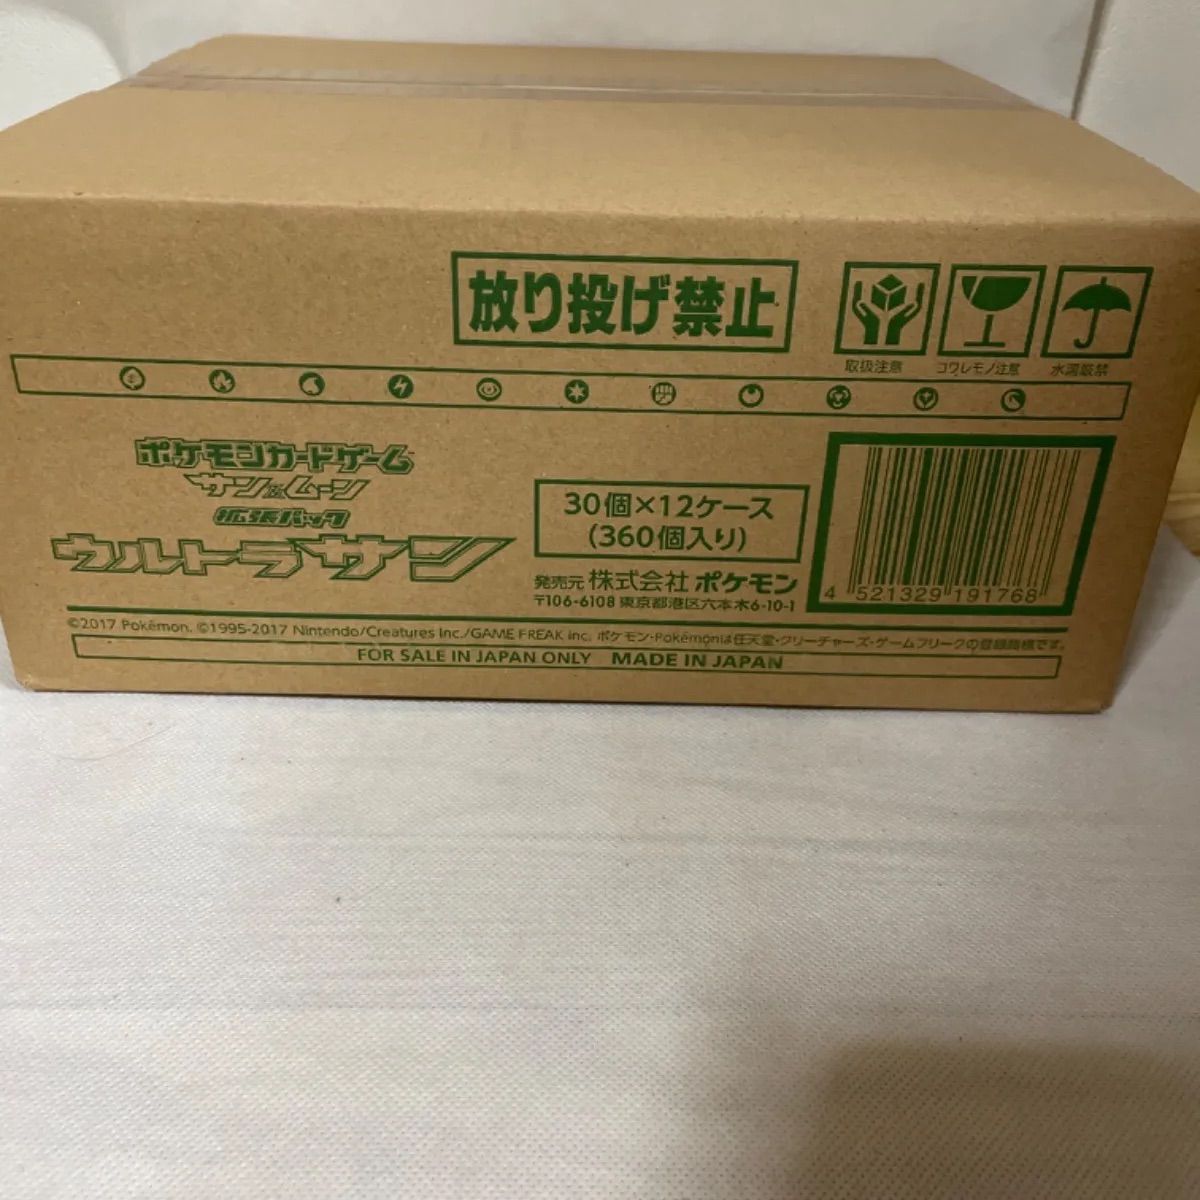 放り投げ禁止
取扱注意
コワレモノ注意
水濡厳禁
ポケモンカードゲーム
サン&ムーン
拡張パック
ウルトラサン
30個×12ケース
(360個入り)
発売元 株式会社 ポケモン
〒106-6108 東京都港区六本木6-10-1
4 521329 191768
©2017 Pokémon. ©1995-2017 Nintendo/Creatures Inc./GAME FREAK inc. ポケモン・Pokémonは任天堂・クリーチャーズ・ゲームフリークの登録商標です。
FOR SALE IN JAPAN ONLY MADE IN JAPAN